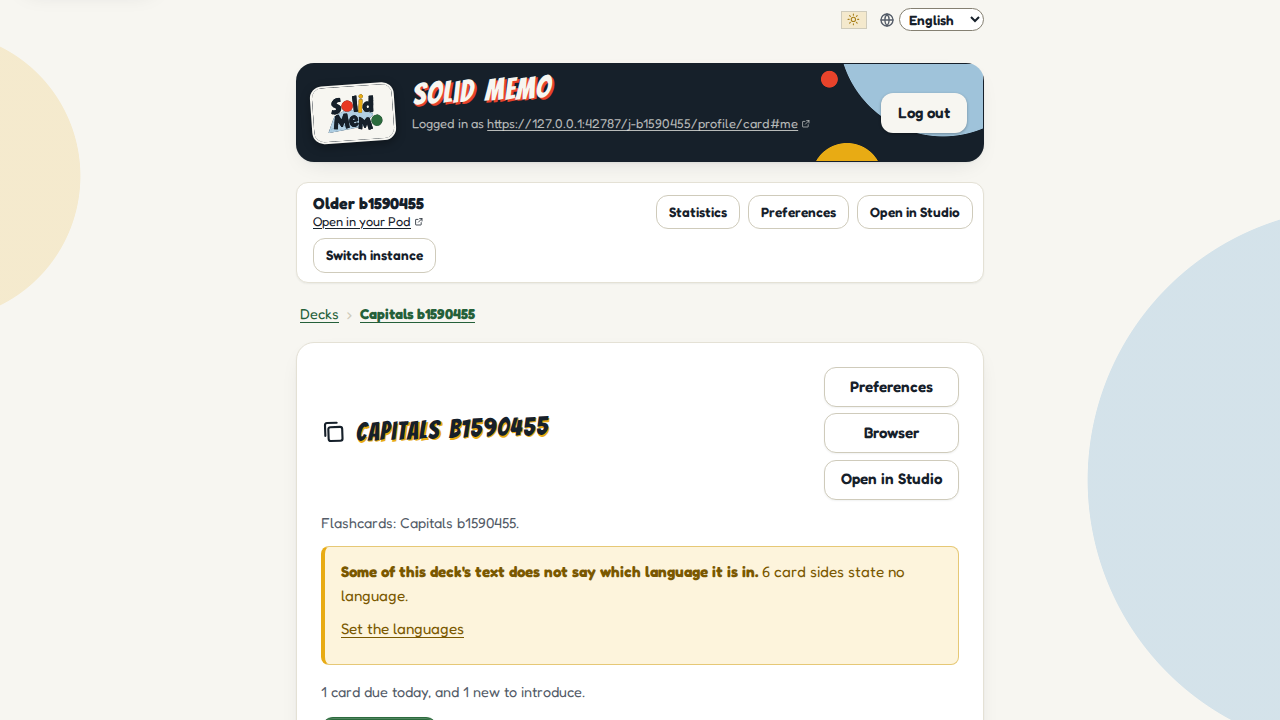 English
Solid Memo
SOLID MEMO
Logged in as https://127.0.0.1:42787/j-b1590455/profile/card#me
Log out
Older b1590455
Open in your Pod
Statistics
Preferences
Open in Studio
Switch instance
Decks › Capitals b1590455
CAPITALS B1590455
Preferences
Browser
Open in Studio
Flashcards: Capitals b1590455.
Some of this deck's text does not say which language it is in. 6 card sides state no
language.
Set the languages
1 card due today, and 1 new to introduce.